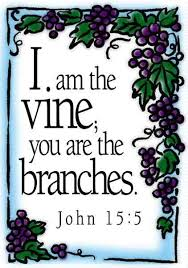 I. am the
vine,
you are the
branches.
John 15:5